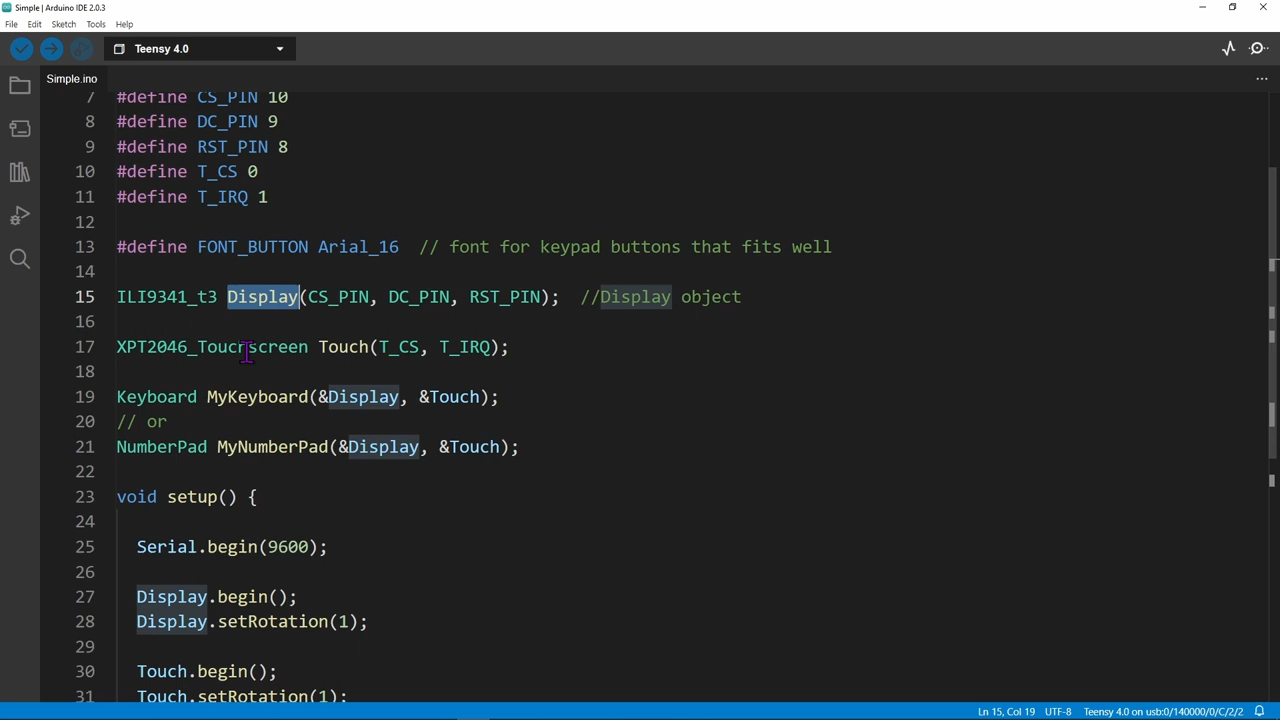 Simple | Arduino IDE 2.0.3
File Edit Sketch Tools Help
Teensy 4.0
Simple.ino
7 #define CS_PIN 10
8 #define DC_PIN 9
9 #define RST_PIN 8
10 #define T_CS 0
11 #define T_IRQ 1
12
13 #define FONT_BUTTON Arial_16 // font for keypad buttons that fits well
14
15 ILI9341_t3 Display(CS_PIN, DC_PIN, RST_PIN); //Display object
16
17 XPT2046_Touchscreen Touch(T_CS, T_IRQ);
18
19 Keyboard MyKeyboard(&Display, &Touch);
20 // or
21 NumberPad MyNumberPad(&Display, &Touch);
22
23 void setup() {
24
25 Serial.begin(9600);
26
27 Display.begin();
28 Display.setRotation(1);
29
30 Touch.begin();
31 Touch.setRotation(1);
Ln 15, Col 19 UTF-8 Teensy 4.0 on usb:0/140000/0/C/2/2